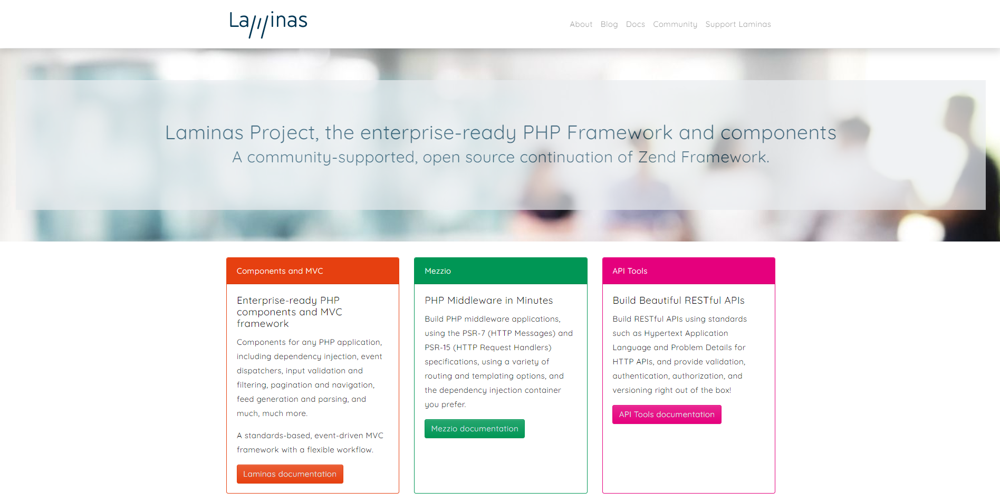 Laminas
About Blog Docs Community Support Laminas
Laminas Project, the enterprise-ready PHP Framework and components
A community-supported, open source continuation of Zend Framework.
Components and MVC
Enterprise-ready PHP
components and MVC
framework
Components for any PHP application,
including dependency injection, event
dispatchers, input validation and
filtering, pagination and navigation,
feed generation and parsing, and
much, much more.
A standards-based, event-driven MVC
framework with a flexible workflow.
Laminas documentation
Mezzio
PHP Middleware in Minutes
Build PHP middleware applications,
using the PSR-7 (HTTP Messages) and
PSR-15 (HTTP Request Handlers)
specifications, using a variety of
routing and templating options, and
the dependency injection container
you prefer.
Mezzio documentation
API Tools
Build Beautiful RESTful APIs
Build RESTful APIs using standards
such as Hypertext Application
Language and Problem Details for
HTTP APIs, and provide validation,
authentication, authorization, and
versioning right out of the box!
API Tools documentation